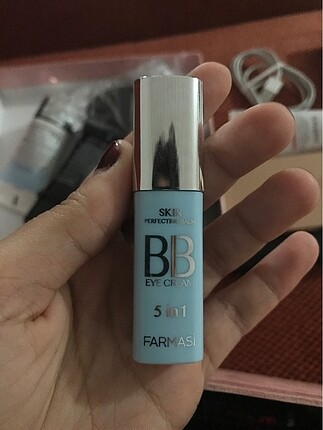 SKIN
PERFECTING
BB
EYE CREAM
5 in 1
FARMASi